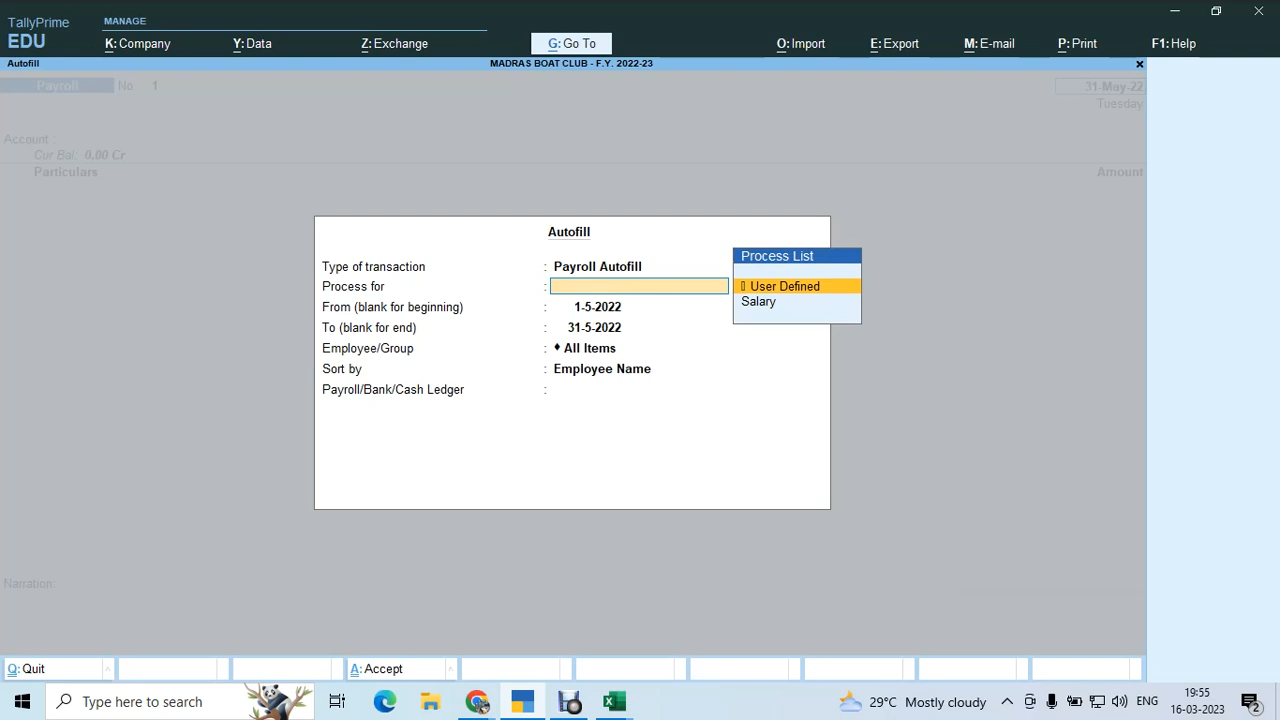 TallyPrime
EDU
MANAGE
K:Company
Y:Data
Z:Exchange
G:Go To
O:Import
E:Export
M:E-mail
P:Print
F1:Help
Autofill
MADRAS BOAT CLUB - F.Y. 2022-23
Payroll No. 1
31-May-22
Tuesday
Account :
Cur Bal: 0.00 Cr
Particulars
Amount
Autofill
Type of transaction : Payroll Autofill
Process for :
From (blank for beginning) : 1-5-2022
To (blank for end) : 31-5-2022
Employee/Group : ♦ All Items
Sort by : Employee Name
Payroll/Bank/Cash Ledger :
Process List
User Defined
Salary
Narration:
Q:Quit
A:Accept
Type here to search
29°C Mostly cloudy
ENG
19:55
16-03-2023
2